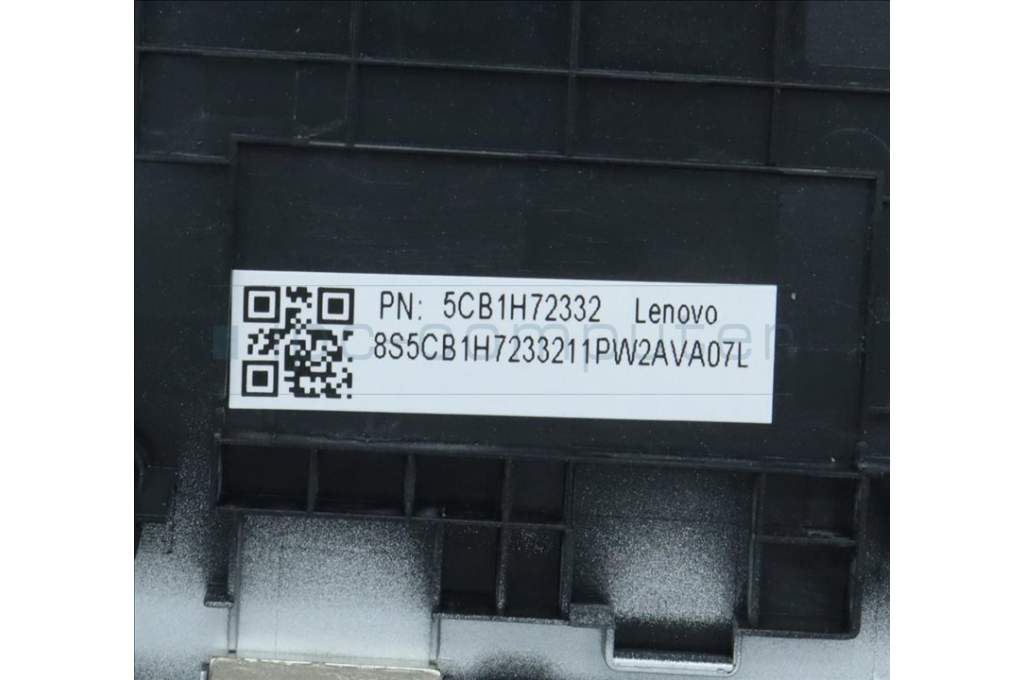 PN: 5CB1H72332 Lenovo
8S5CB1H7233211PW2AVA07L